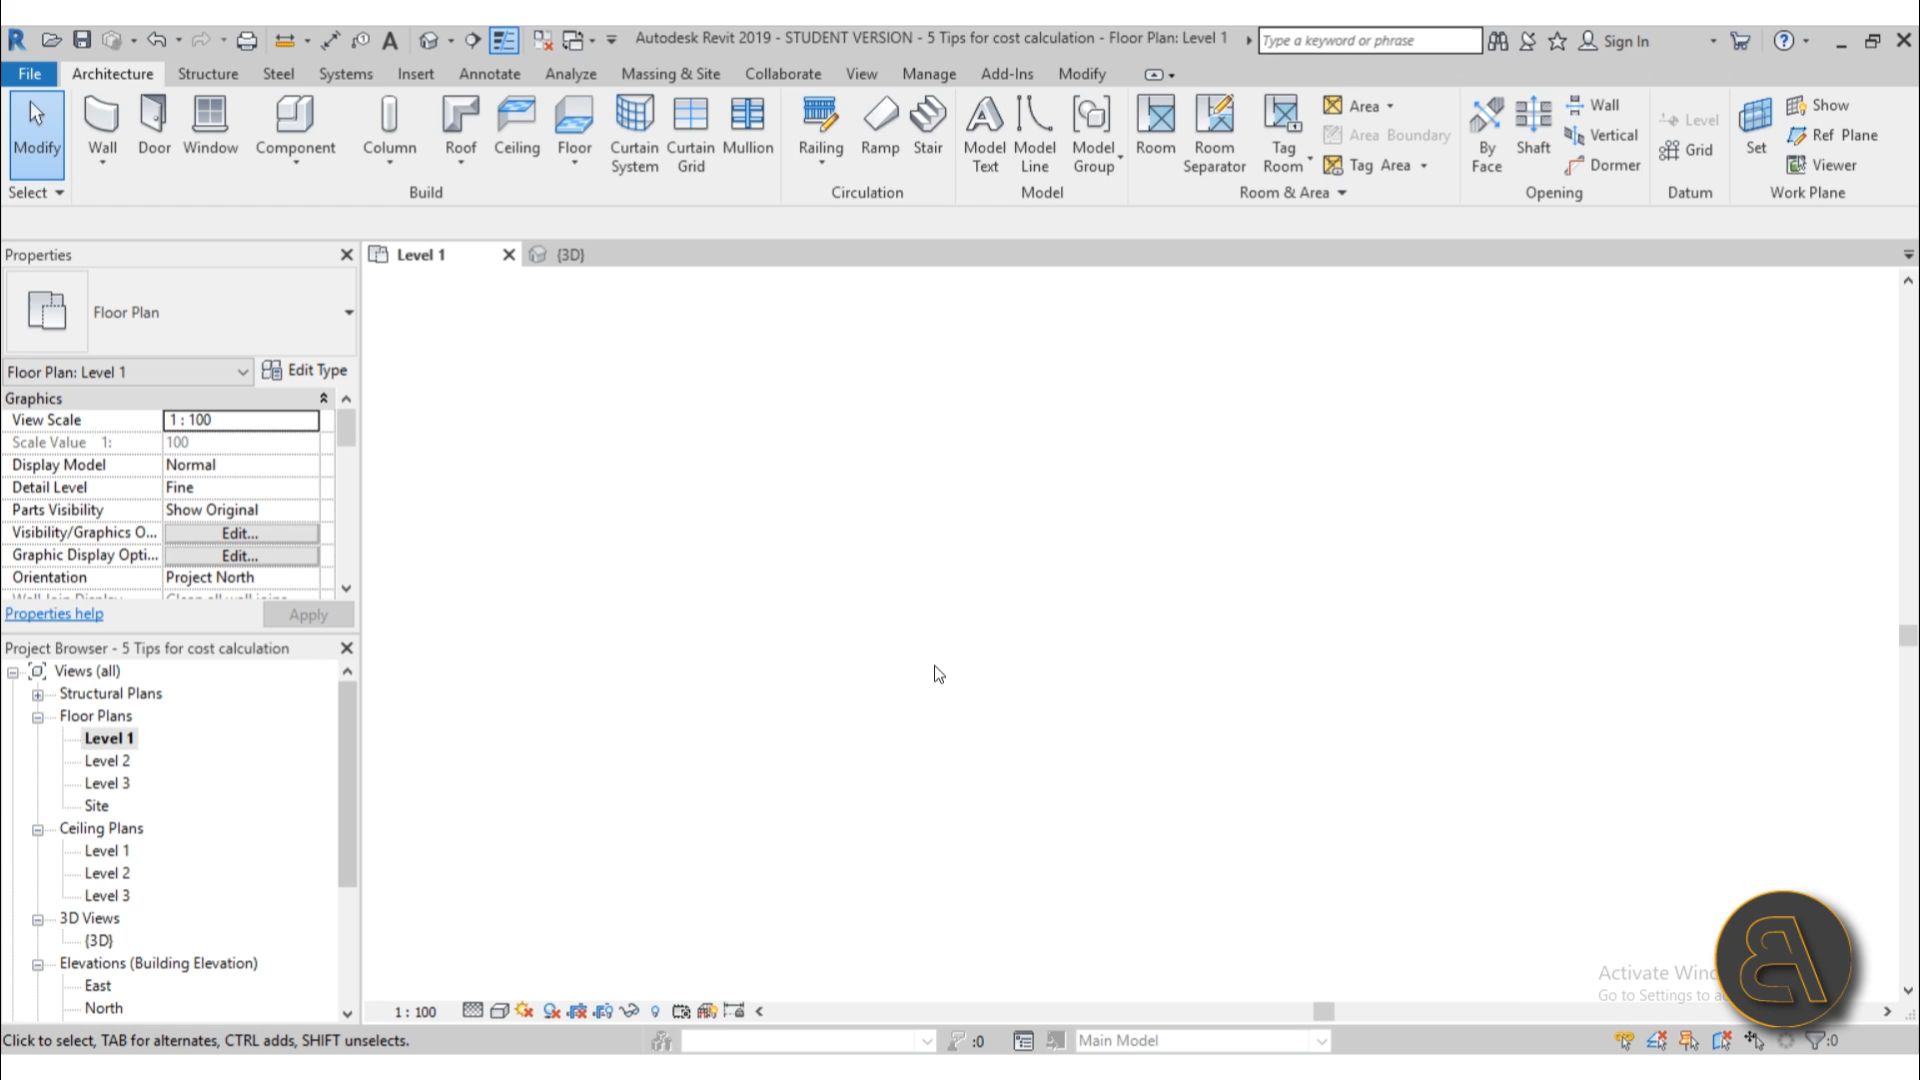 Autodesk Revit 2019 - STUDENT VERSION - 5 Tips for cost calculation - Floor Plan: Level 1
Type a keyword or phrase
Sign In
File Architecture Structure Steel Systems Insert Annotate Analyze Massing & Site Collaborate View Manage Add-Ins Modify
Modify
Wall
Door
Window
Component
Column
Roof
Ceiling
Floor
Curtain System
Curtain Grid
Mullion
Railing
Ramp
Stair
Model Text
Model Line
Model Group
Room
Room Separator
Tag Room
Area
Area Boundary
Tag Area
By Face
Shaft
Wall
Vertical
Dormer
Level
Grid
Set
Show
Ref Plane
Viewer
Select Build Circulation Model Room & Area Opening Datum Work Plane
Properties
Level 1
{3D}
Floor Plan
Floor Plan: Level 1
Edit Type
Graphics
View Scale 1 : 100
Scale Value 1: 100
Display Model Normal
Detail Level Fine
Parts Visibility Show Original
Visibility/Graphics O... Edit...
Graphic Display Opti... Edit...
Orientation Project North
Properties help Apply
Project Browser - 5 Tips for cost calculation
Views (all)
Structural Plans
Floor Plans
Level 1
Level 2
Level 3
Site
Ceiling Plans
Level 1
Level 2
Level 3
3D Views
{3D}
Elevations (Building Elevation)
East
North
1 : 100
Activate
Go to Settings to
Click to select, TAB for alternates, CTRL adds, SHIFT unselects.
:0
Main Model
:0